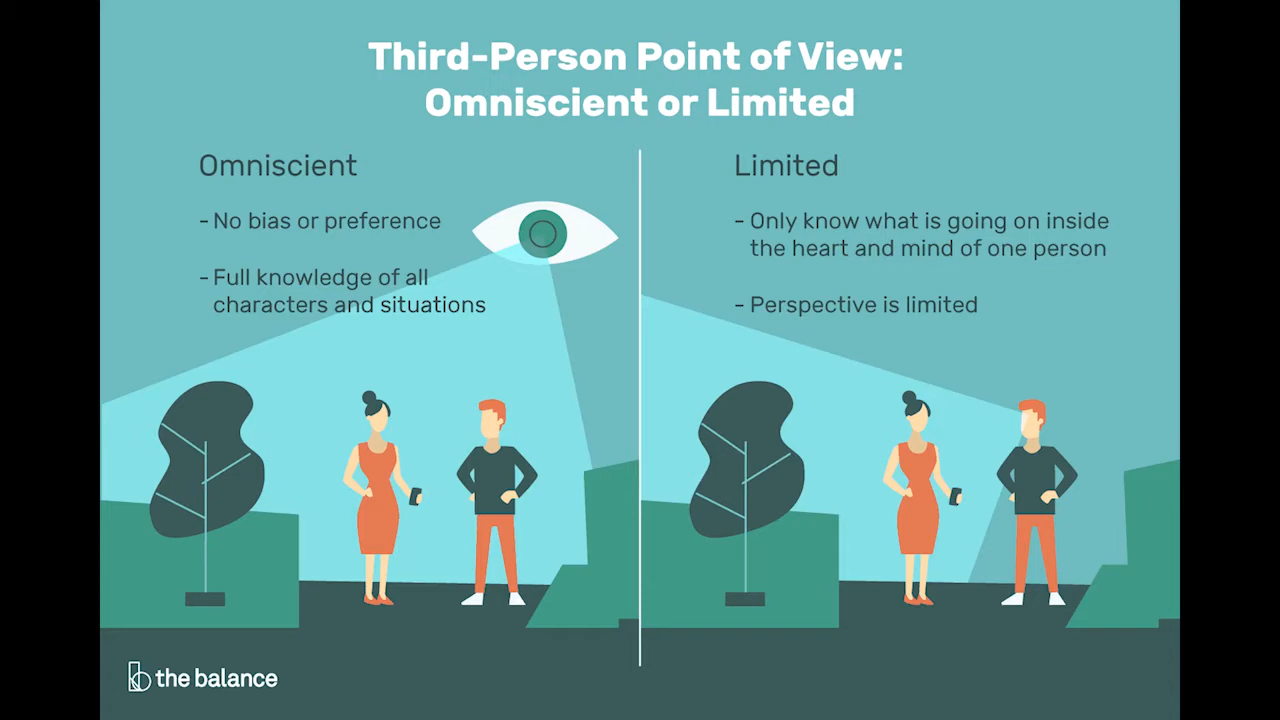 Third-Person Point of View:
Omniscient or Limited
Omniscient
- No bias or preference
- Full knowledge of all
characters and situations
Limited
- Only know what is going on inside
the heart and mind of one person
- Perspective is limited
the balance